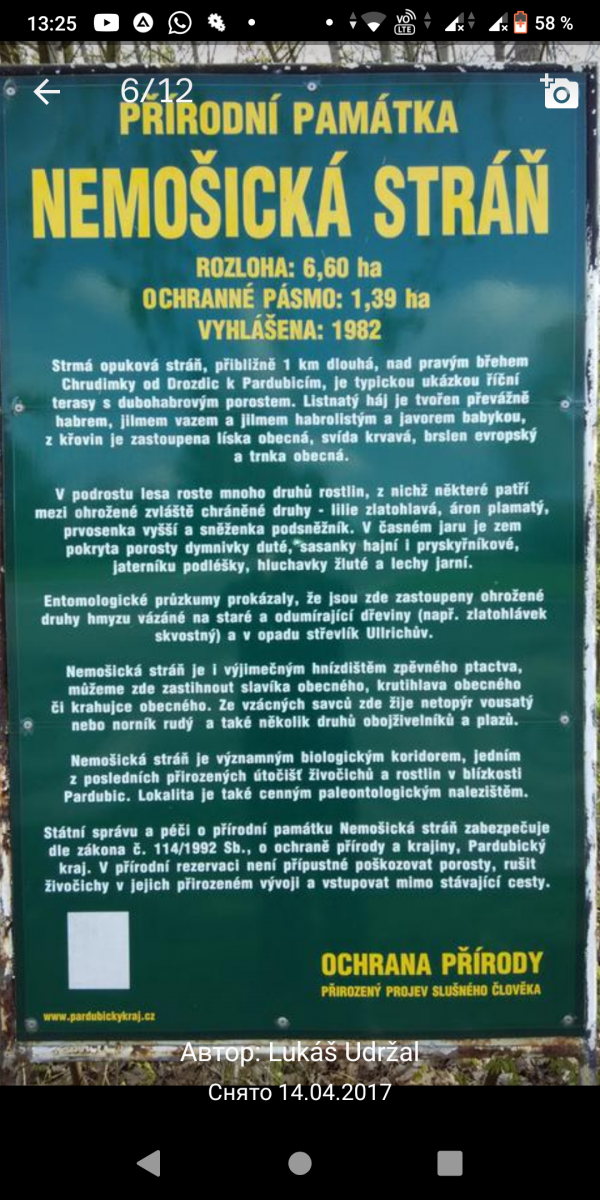 13:25
VO
LTE
58 %
6/12
PŘÍRODNÍ PAMÁTKA
NEMOŠICKÁ STRÁŇ
ROZLOHA: 6,60 ha
OCHRANNÉ PÁSMO: 1,39 ha
VYHLÁŠENA: 1982
Strmá opuková stráň, přibližně 1 km dlouhá, nad pravým břehem
Chrudimky od Drozdic k Pardubicím, je typickou ukázkou říční
terasy s dubohabrovým porostem. Listnatý háj je tvořen převážně
habrem, jilmem vazem a jilmem habrolistým a javorem babykou,
z křovin je zastoupena líska obecná, svída krvavá, brslen evropský
a trnka obecná.
V podrostu lesa roste mnoho druhů rostlin, z nichž některé patří
mezi ohrožené zvláště chráněné druhy - lilie zlatohlavá, áron plamatý,
prvosenka vyšší a sněženka podsněžník. V časném jaru je zem
pokryta porosty dymnivky duté, sasanky hajní i pryskyřníkové,
jaterníku podléšky, hluchavky žluté a lechy jarní.
Entomologické průzkumy prokázaly, že jsou zde zastoupeny ohrožené
druhy hmyzu vázáné na staré a odumírající dřeviny (např. zlatohlávek
skvostný) a v opadu střevlík Ullrichův.
Nemošická stráň je i výjimečným hnízdištěm zpěvného ptactva,
můžeme zde zastihnout slavíka obecného, krutihlava obecného
či krahujce obecného. Ze vzácných savců zde žije netopýr vousatý
nebo norník rudý a také několik druhů obojživelníků a plazů.
Nemošická stráň je významným biologickým koridorem, jedním
z posledních přirozených útočišť živočichů a rostlin v blízkosti
Pardubic. Lokalita je také cenným paleontologickým nalezištěm.
Státní správu a péči o přírodní památku Nemošická stráň zabezpečuje
dle zákona č. 114/1992 Sb., o ochraně přírody a krajiny, Pardubický
kraj. V přírodní rezervaci není přípustné poškozovat porosty, rušit
živočichy v jejich přirozeném vývoji a vstupovat mimo stávající cesty.
OCHRANA PŘÍRODY
PŘIROZENÝ PROJEV SLUŠNÉHO ČLOVĚKA
www.pardubickykraj.cz
Автор: Lukáš Udržal
Снято 14.04.2017